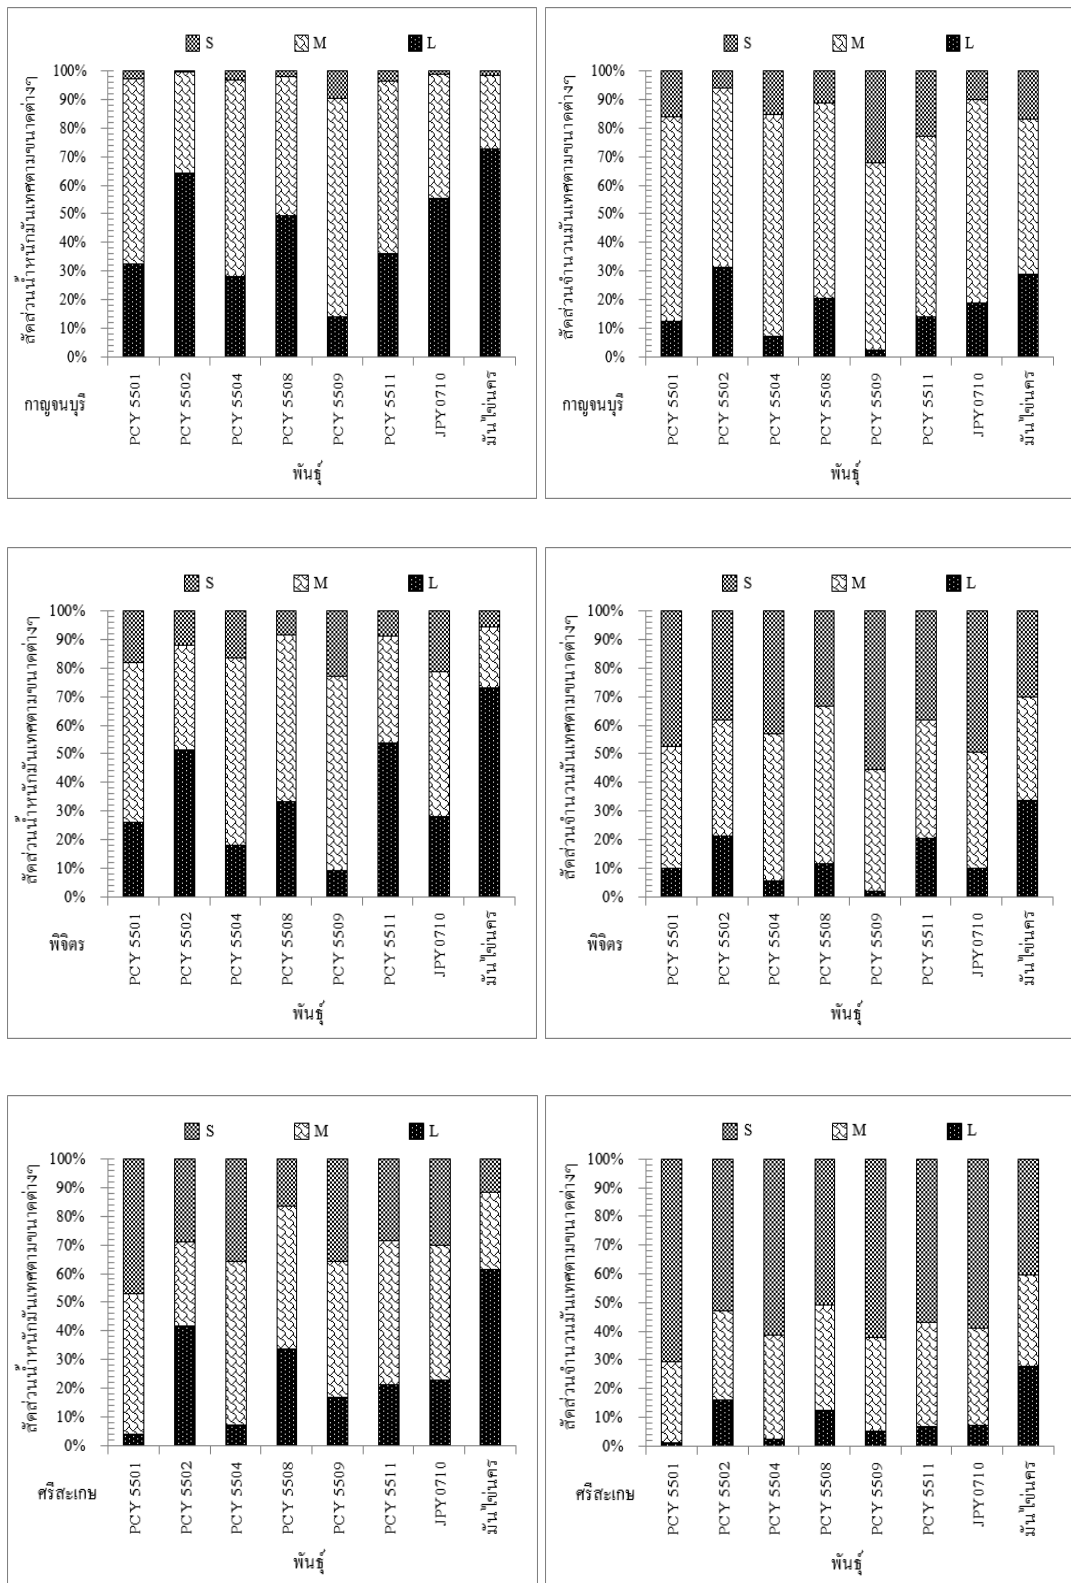 S M L
สัดส่วนน้ำหนักมันเทศตามขนาดต่างๆ
100%
90%
80%
70%
60%
50%
40%
30%
20%
10%
0%
PCY 5501
PCY 5502
PCY 5504
PCY 5508
PCY 5509
PCY 5511
JPY0710
มันไข่นคร
กาญจนบุรี
พันธุ์
S M L
สัดส่วนจำนวนมันเทศตามขนาดต่างๆ
100%
90%
80%
70%
60%
50%
40%
30%
20%
10%
0%
PCY 5501
PCY 5502
PCY 5504
PCY 5508
PCY 5509
PCY 5511
JPY0710
มันไข่นคร
กาญจนบุรี
พันธุ์
S M L
สัดส่วนน้ำหนักมันเทศตามขนาดต่างๆ
100%
90%
80%
70%
60%
50%
40%
30%
20%
10%
0%
PCY 5501
PCY 5502
PCY 5504
PCY 5508
PCY 5509
PCY 5511
JPY0710
มันไข่นคร
พิจิตร
พันธุ์
S M L
สัดส่วนจำนวนมันเทศตามขนาดต่างๆ
100%
90%
80%
70%
60%
50%
40%
30%
20%
10%
0%
PCY 5501
PCY 5502
PCY 5504
PCY 5508
PCY 5509
PCY 5511
JPY0710
มันไข่นคร
พิจิตร
พันธุ์
S M L
สัดส่วนน้ำหนักมันเทศตามขนาดต่างๆ
100%
90%
80%
70%
60%
50%
40%
30%
20%
10%
0%
PCY 5501
PCY 5502
PCY 5504
PCY 5508
PCY 5509
PCY 5511
JPY0710
มันไข่นคร
ศรีสะเกษ
พันธุ์
S M L
สัดส่วนจำนวนมันเทศตามขนาดต่างๆ
100%
90%
80%
70%
60%
50%
40%
30%
20%
10%
0%
PCY 5501
PCY 5502
PCY 5504
PCY 5508
PCY 5509
PCY 5511
JPY0710
มันไข่นคร
ศรีสะเกษ
พันธุ์